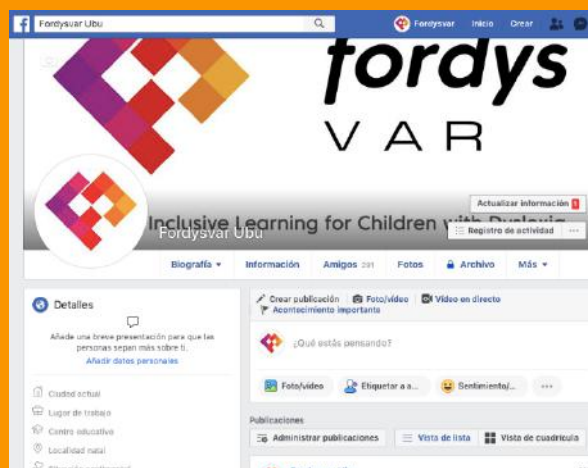 Fordysvar Ubu
Fordysvar Inicio Crear
fordys
VAR
Actualizar información 1
Inclusive Learning for Children with Dyslexia
Fordysvar Ubu
Registro de actividad
Biografía Información Amigos 291 Fotos Archivo Más
Detalles
Añade una breve presentación para que las
personas sepan más sobre ti.
Añadir datos personales
Ciudad actual
Lugar de trabajo
Centro educativo
Localidad natal
Crear publicación Foto/vídeo Vídeo en directo
Acontecimiento importante
¿Qué estás pensando?
Foto/vídeo Etiquetar a a... Sentimiento/... ...
Publicaciones
Administrar publicaciones Vista de lista Vista de cuadrícula